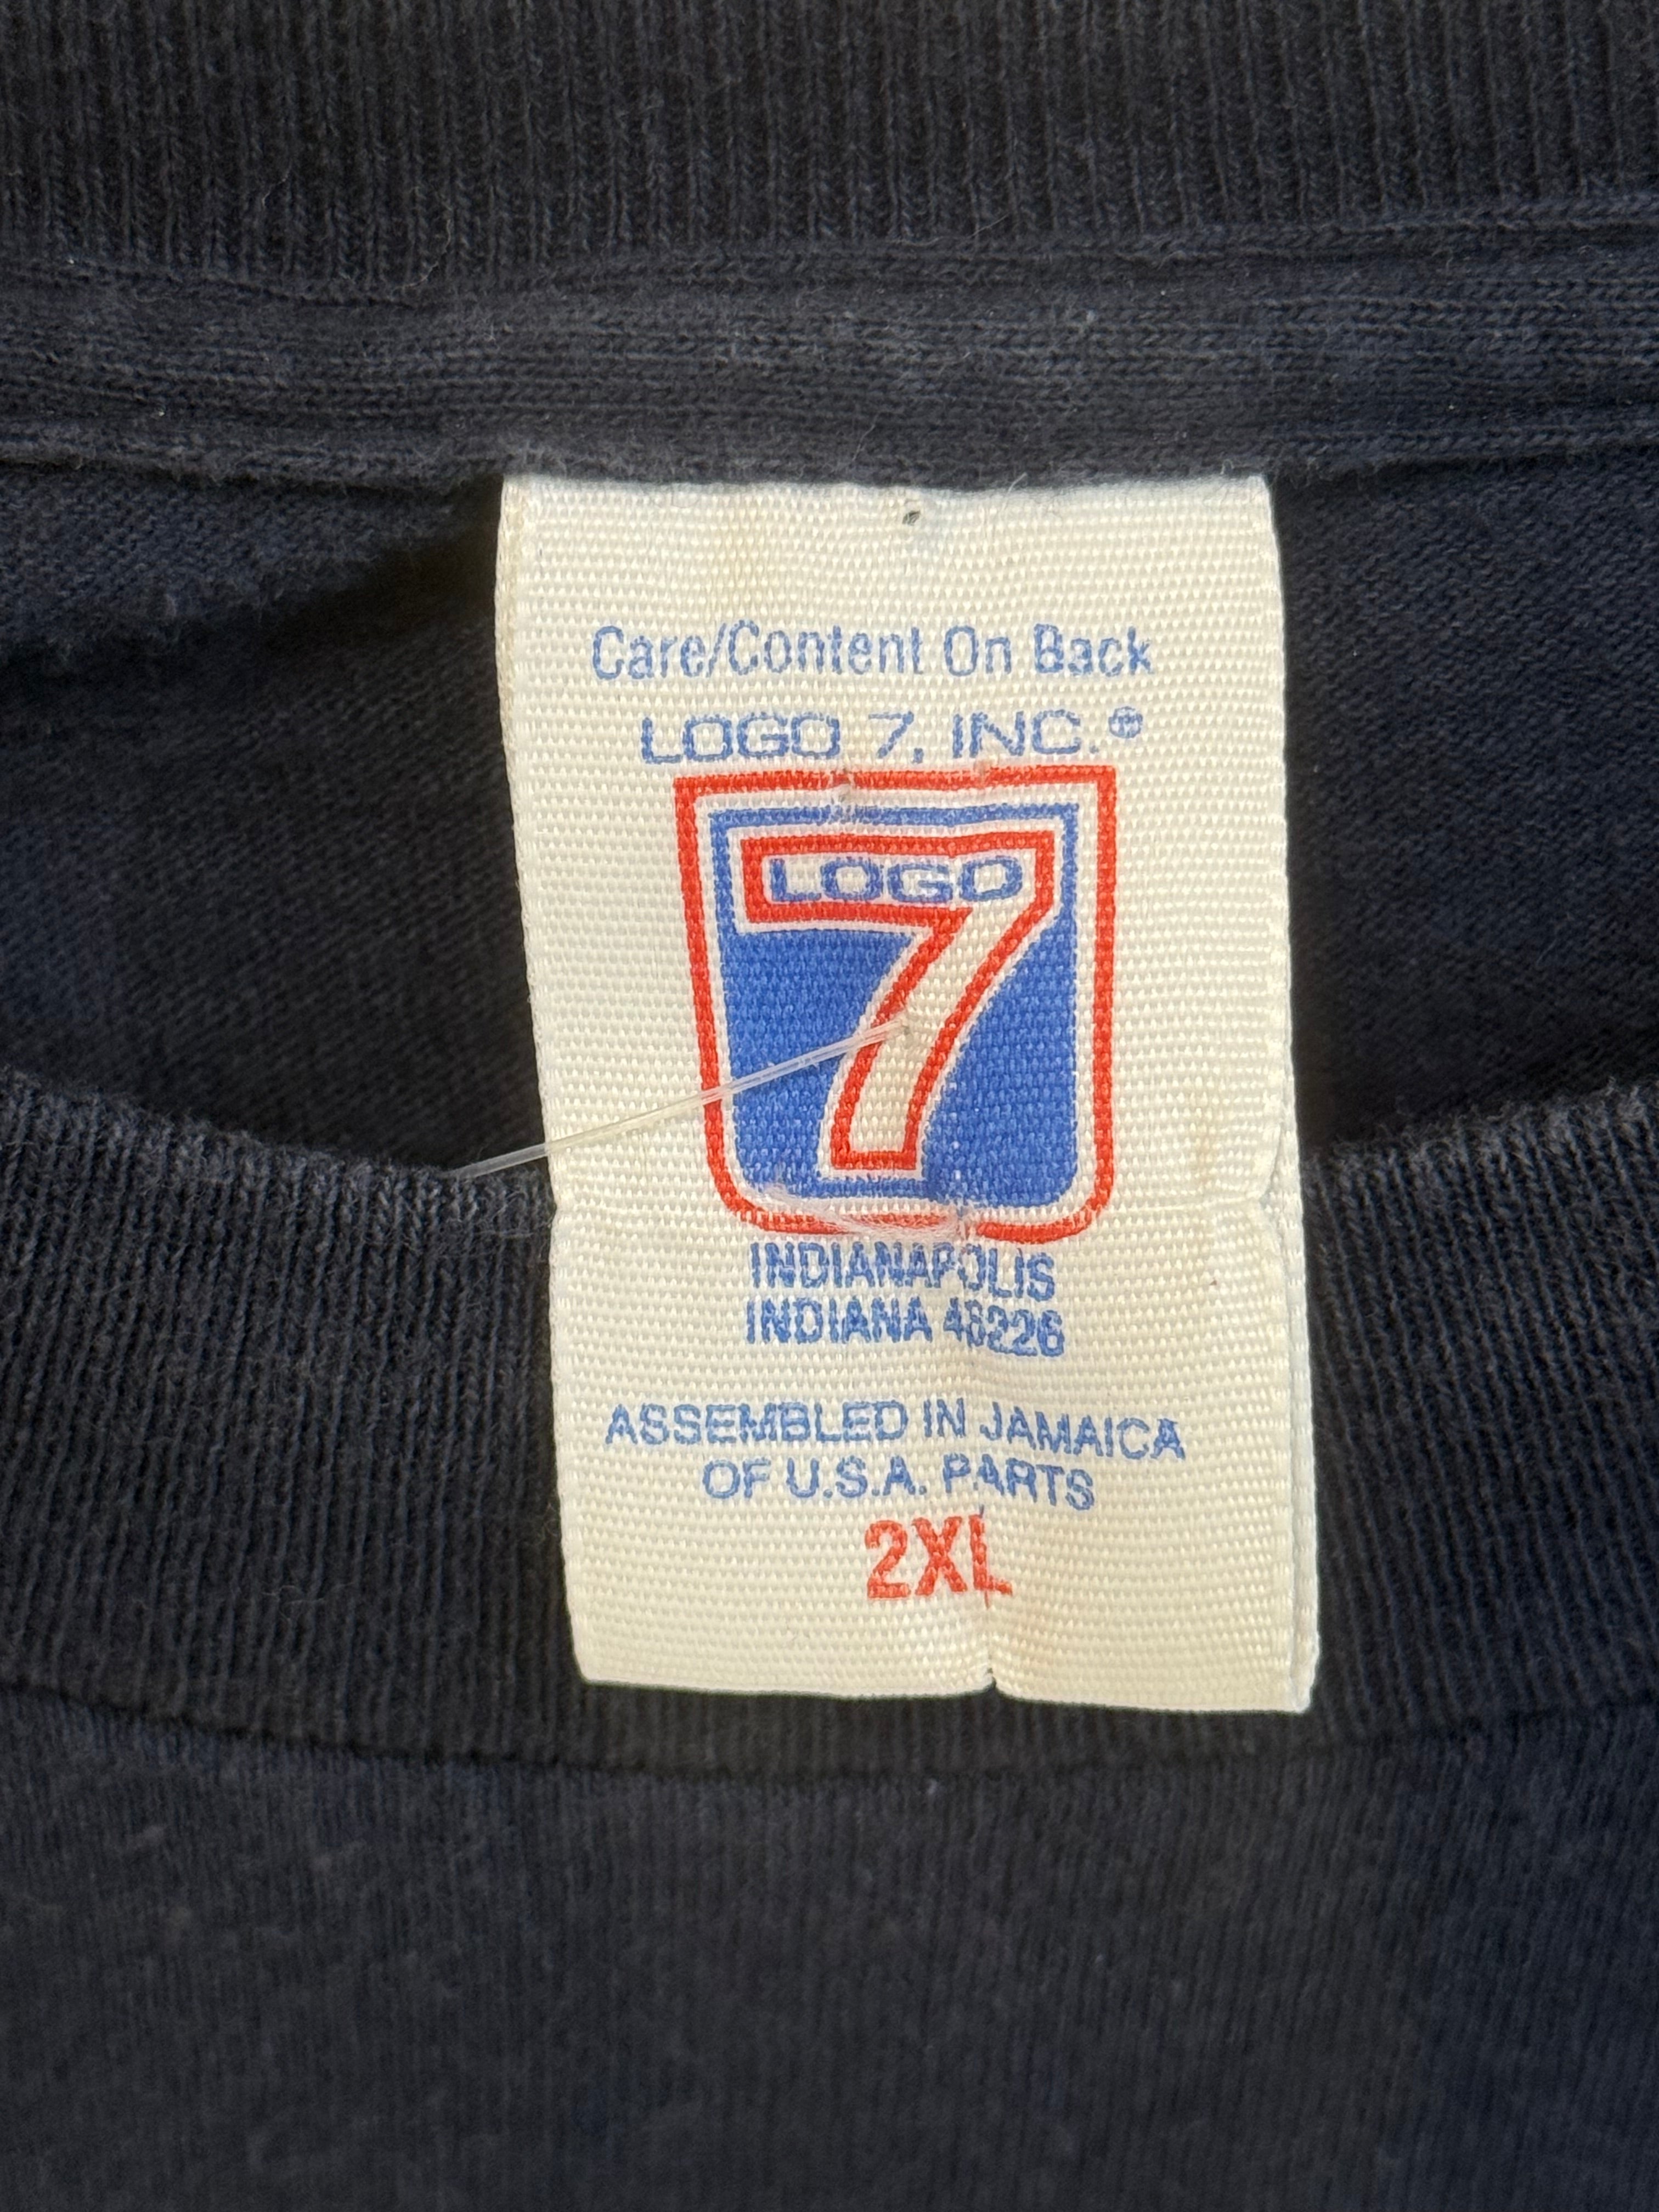 Care/Content On Back
LOGO 7, INC.®
LOGO
7
INDIANAPOLIS
INDIANA 46226
ASSEMBLED IN JAMAICA
OF U.S.A. PARTS
2XL